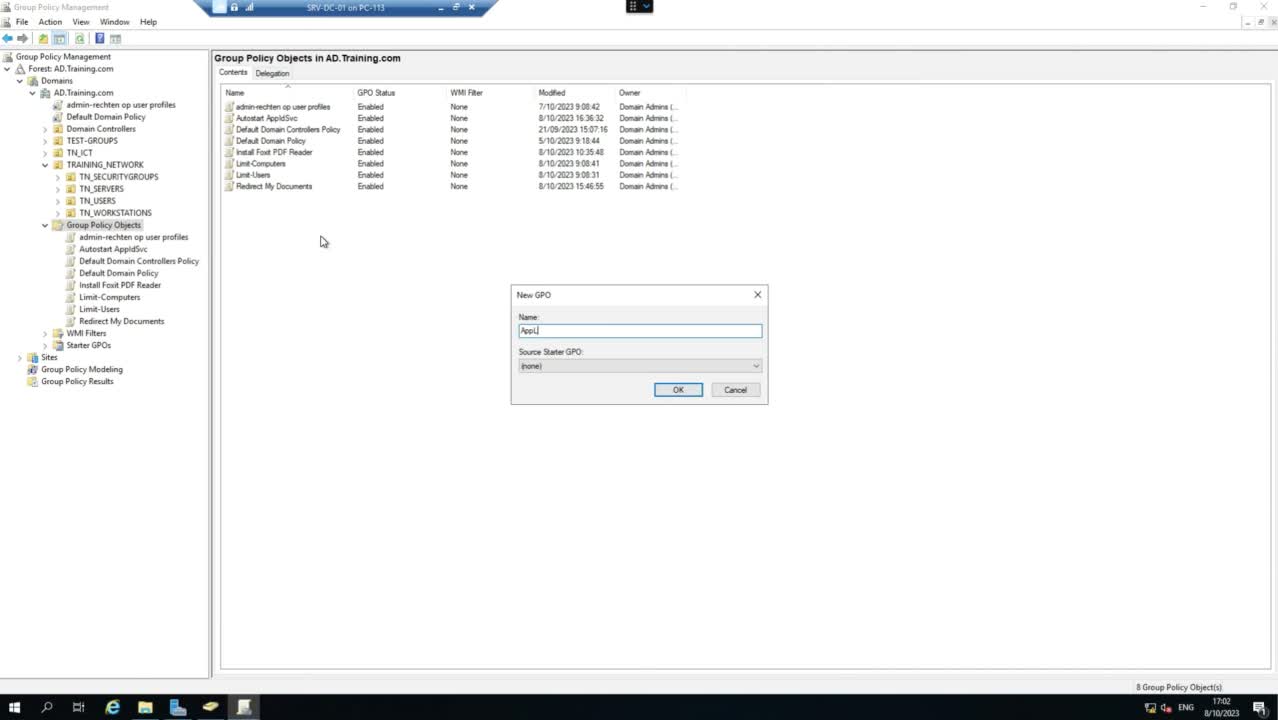 Group Policy Management
SRV-DC-01 on PC-113
File Action View Window Help
Group Policy Management
Forest: AD.Training.com
Domains
AD.Training.com
admin-rechten op user profiles
Default Domain Policy
Domain Controllers
TEST-GROUPS
TN_ICT
TRAINING_NETWORK
TN_SECURITYGROUPS
TN_SERVERS
TN_USERS
TN_WORKSTATIONS
Group Policy Objects
admin-rechten op user profiles
Autostart AppIdSvc
Default Domain Controllers Policy
Default Domain Policy
Install Foxit PDF Reader
Limit-Computers
Limit-Users
Redirect My Documents
WMI Filters
Starter GPOs
Sites
Group Policy Modeling
Group Policy Results
Group Policy Objects in AD.Training.com
Contents Delegation
Name GPO Status WMI Filter Modified Owner
admin-rechten op user profiles Enabled None 7/10/2023 9:08:42 Domain Admins (...
Autostart AppIdSvc Enabled None 8/10/2023 16:36:32 Domain Admins (...
Default Domain Controllers Policy Enabled None 21/09/2023 15:07:16 Domain Admins (...
Default Domain Policy Enabled None 5/10/2023 9:18:44 Domain Admins (...
Install Foxit PDF Reader Enabled None 8/10/2023 10:35:48 Domain Admins (...
Limit-Computers Enabled None 8/10/2023 9:08:41 Domain Admins (...
Limit-Users Enabled None 8/10/2023 9:08:31 Domain Admins (...
Redirect My Documents Enabled None 8/10/2023 15:46:55 Domain Admins (...
New GPO
Name:
AppL
Source Starter GPO:
(none)
OK Cancel
8 Group Policy Object(s)
ENG
17:02
8/10/2023